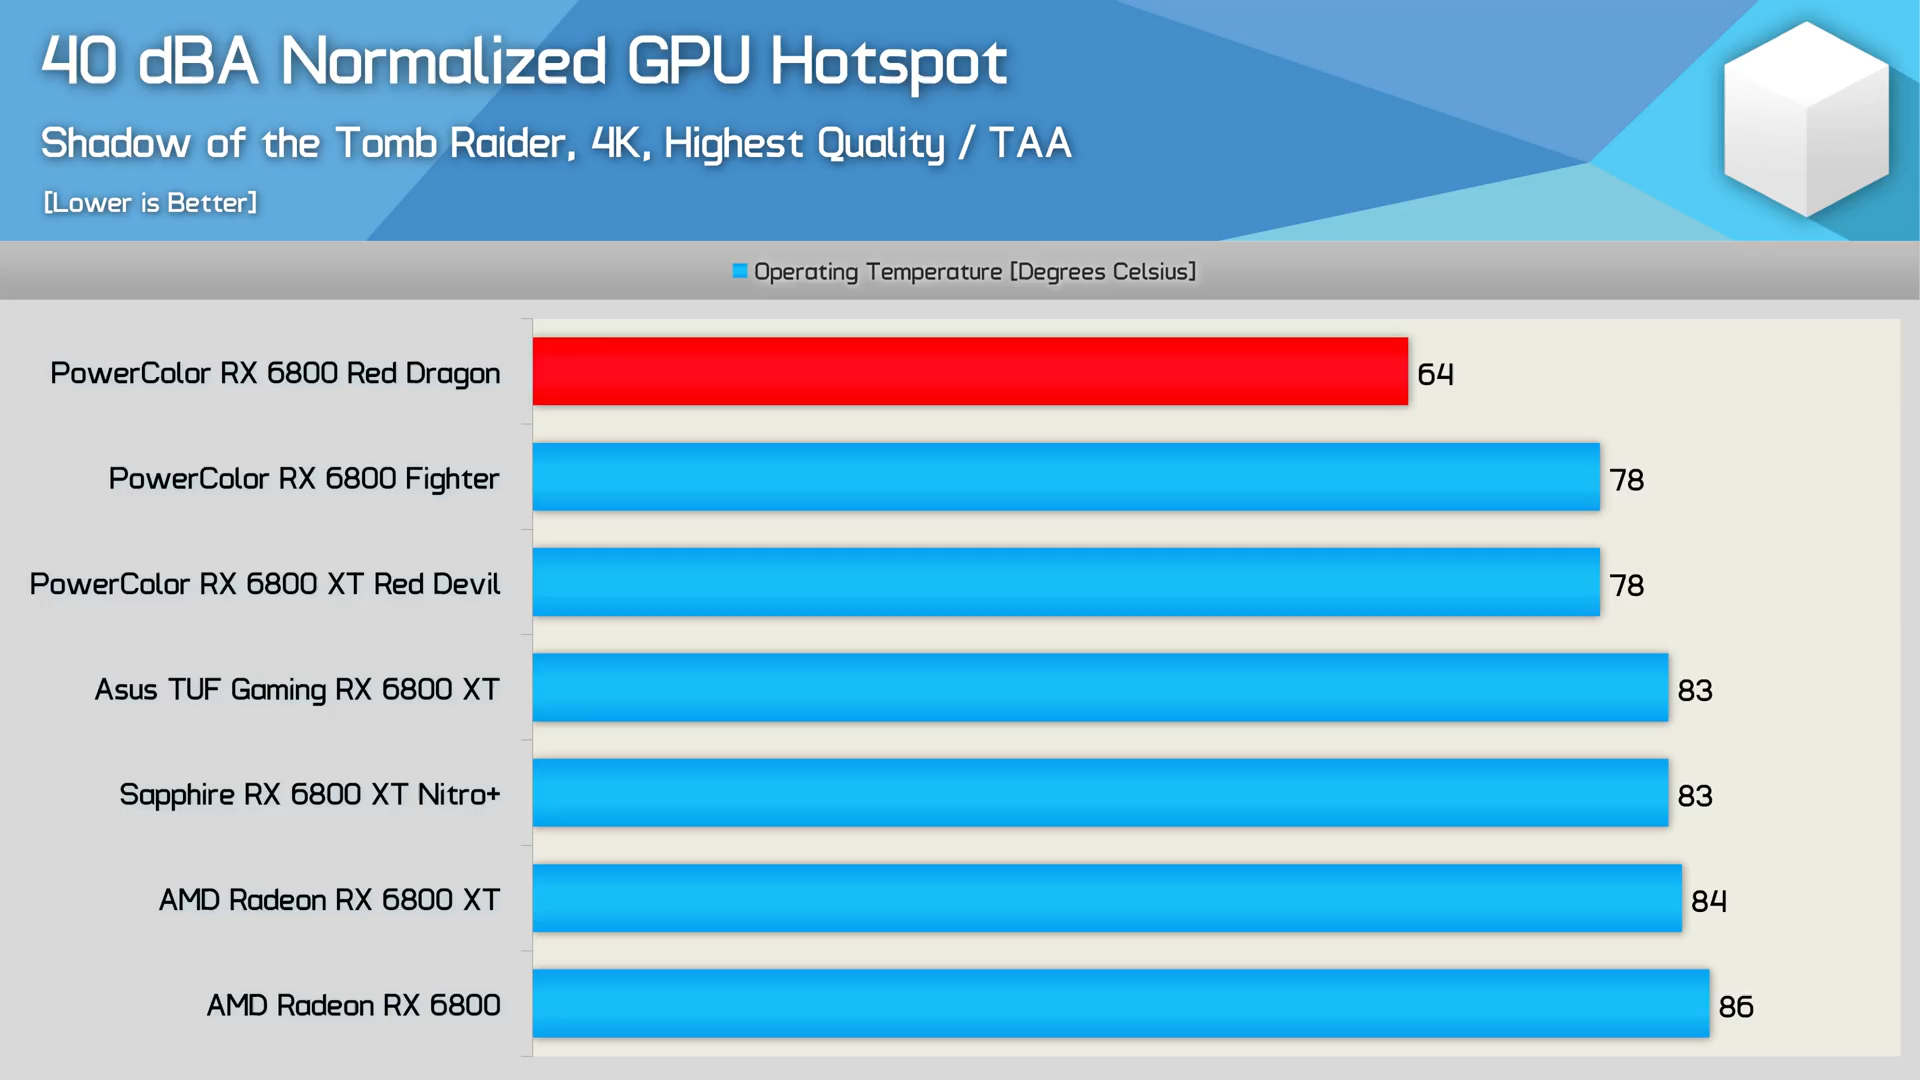 40 dBA Normalized GPU Hotspot
Shadow of the Tomb Raider, 4K, Highest Quality / TAA
[Lower is Better]
Operating Temperature [Degrees Celsius]
PowerColor RX 6800 Red Dragon 64
PowerColor RX 6800 Fighter 78
PowerColor RX 6800 XT Red Devil 78
Asus TUF Gaming RX 6800 XT 83
Sapphire RX 6800 XT Nitro+ 83
AMD Radeon RX 6800 XT 84
AMD Radeon RX 6800 86